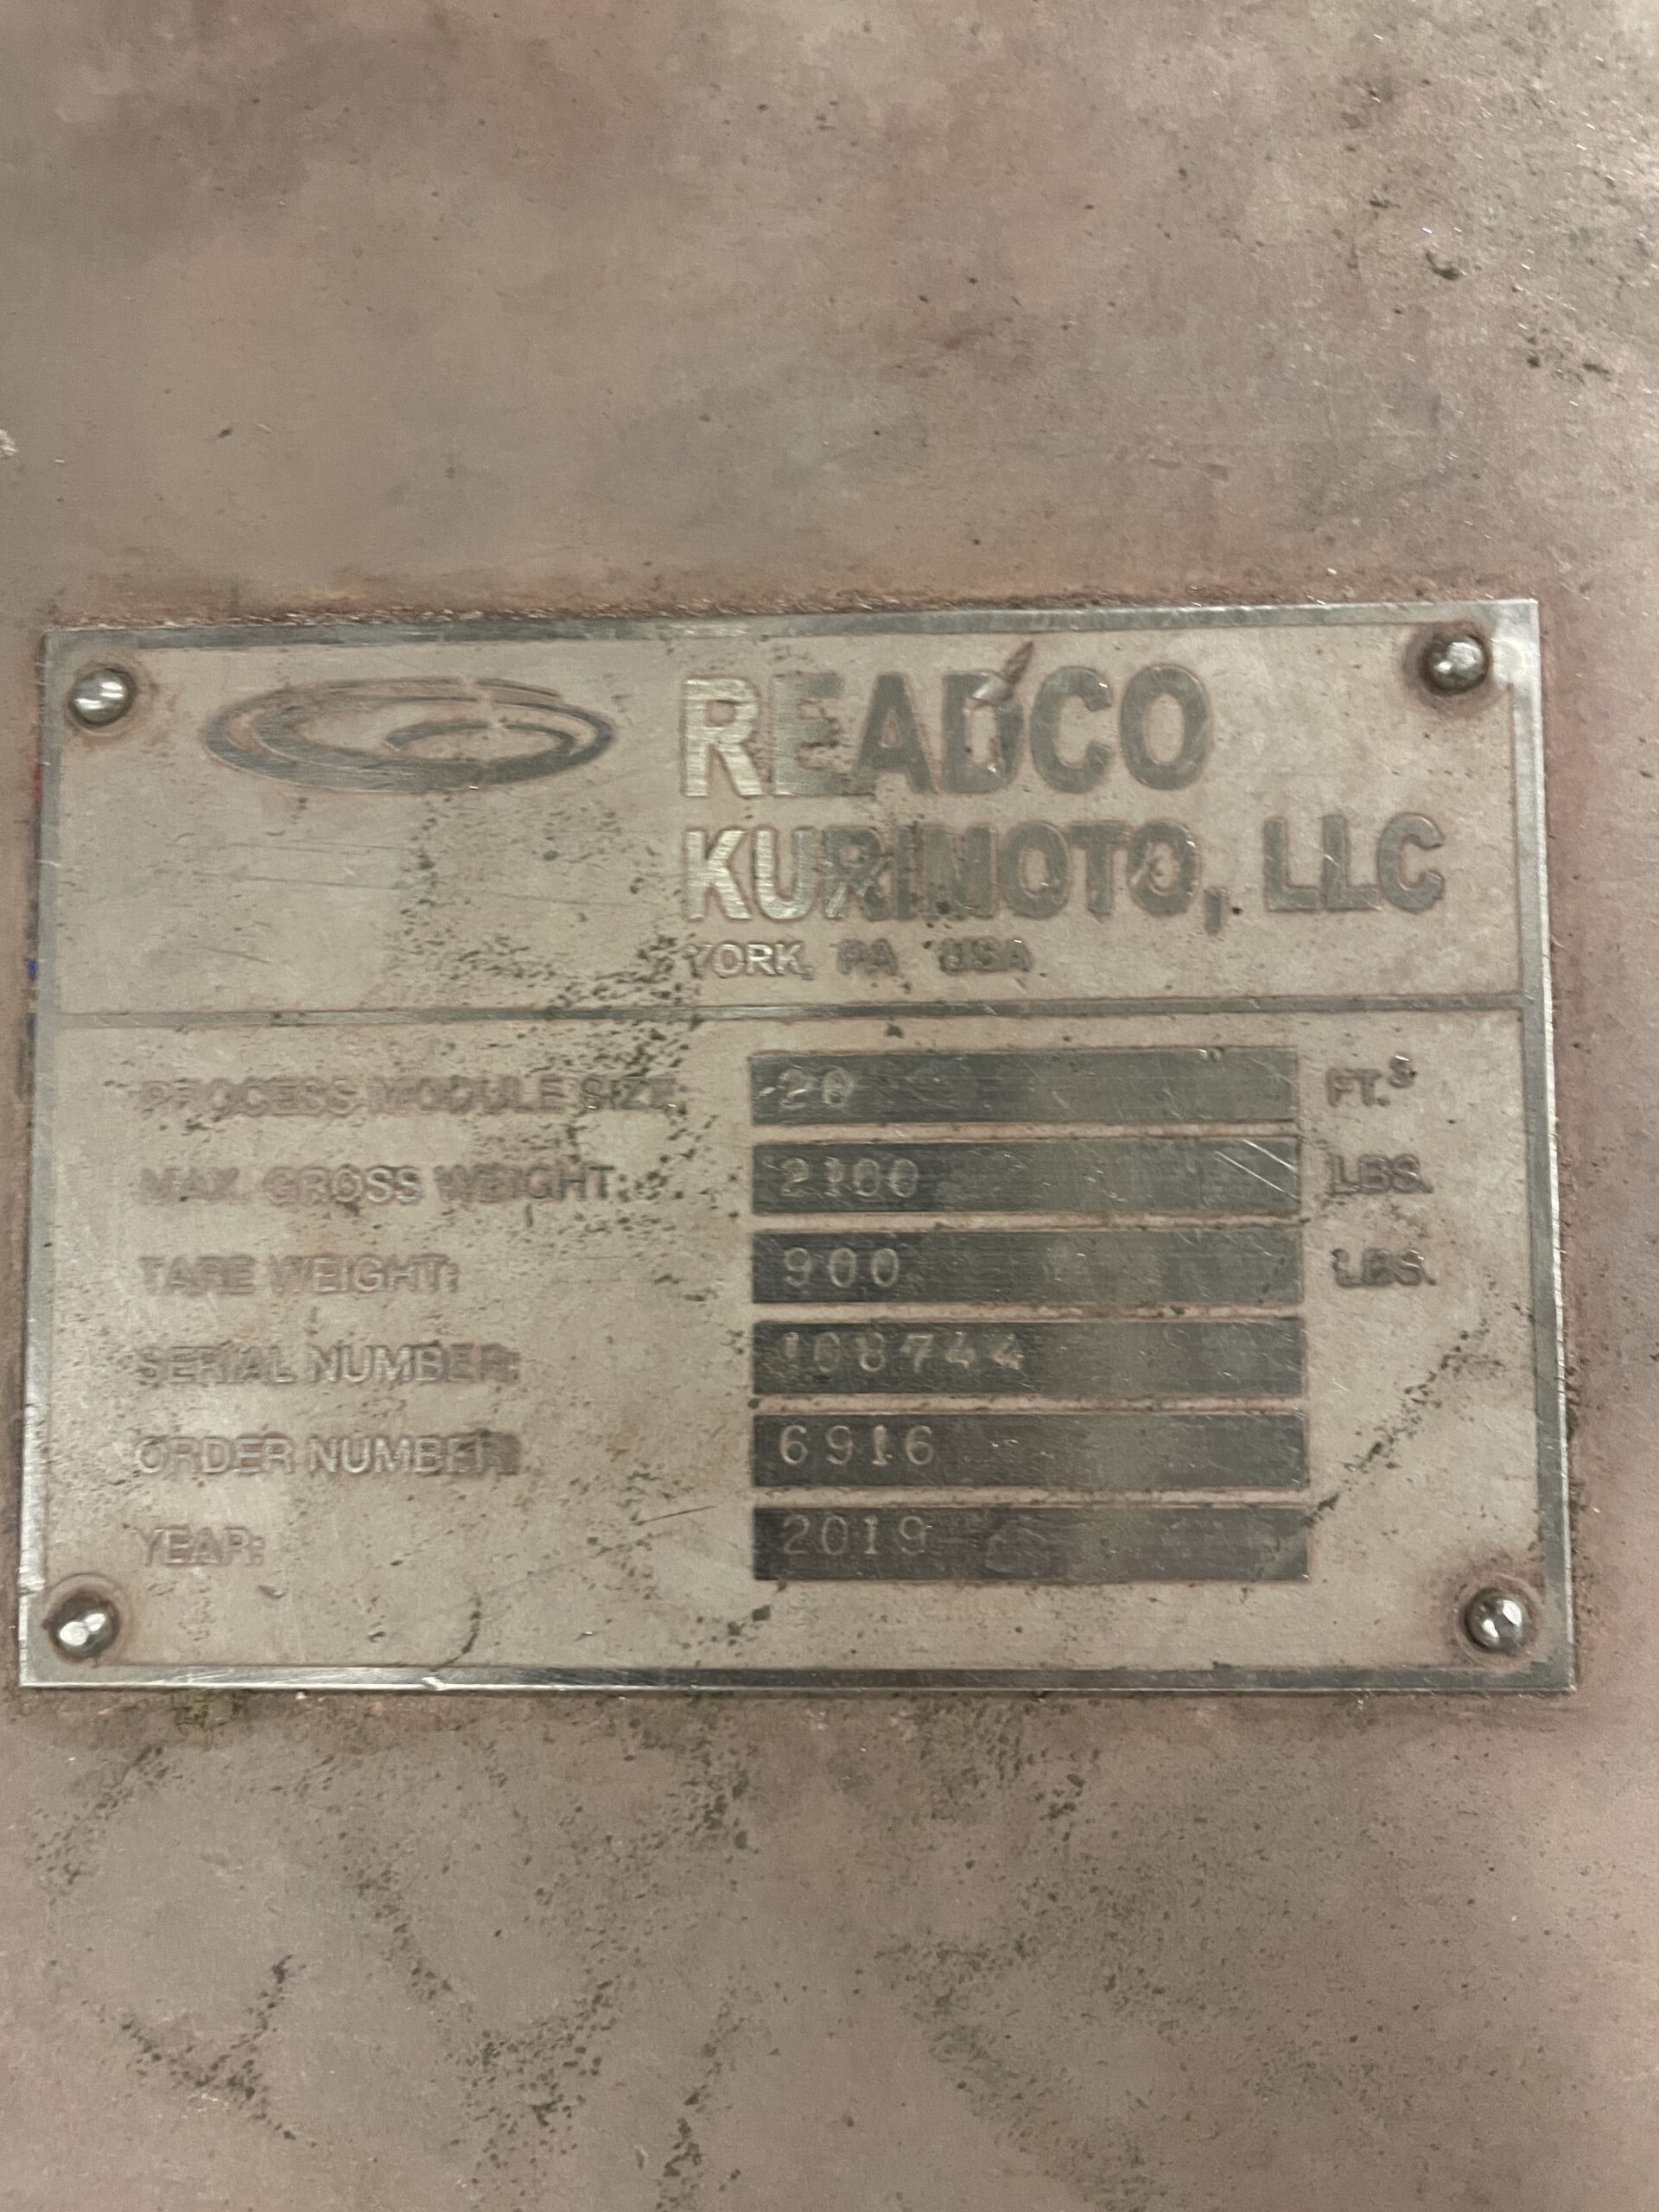 READCO
KURIMOTO, LLC
YORK, PA USA
PROCESS MODULE SIZE: 20 FT.³
MAX. GROSS WEIGHT: 2100 LBS.
TARE WEIGHT: 900 LBS.
SERIAL NUMBER: 108744
ORDER NUMBER: 6916
YEAR: 2019